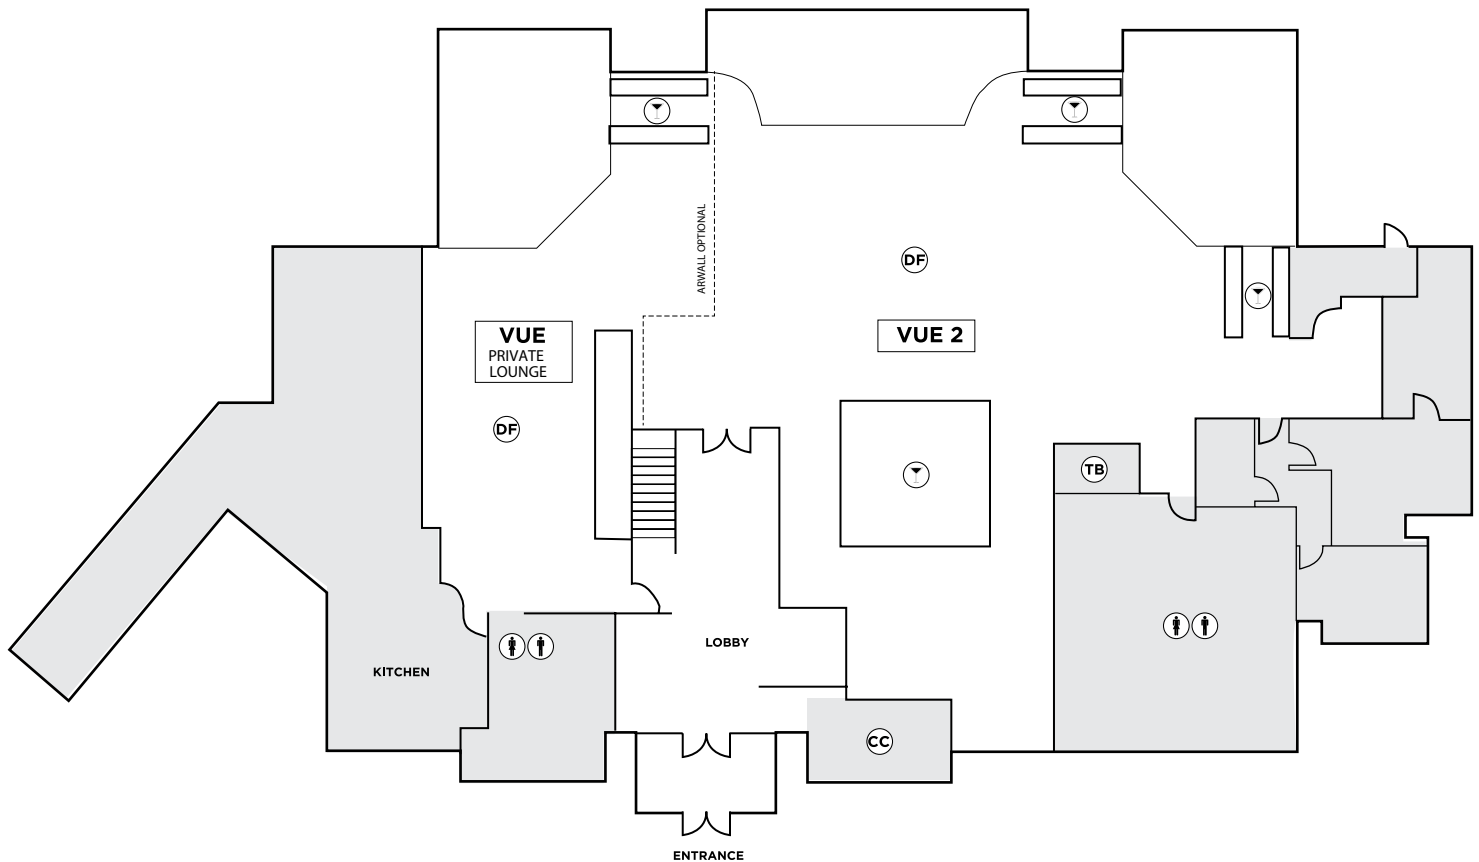 ARWALL OPTIONAL
DF
VUE
PRIVATE
LOUNGE
VUE 2
DF
TB
LOBBY
KITCHEN
CC
ENTRANCE